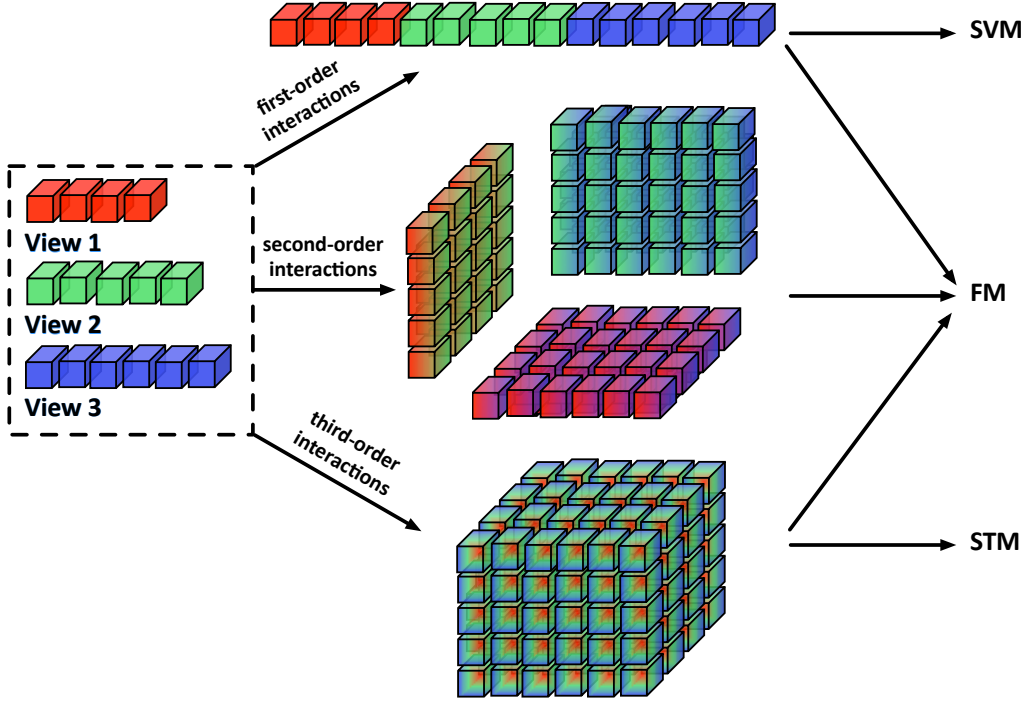 SVM
first-order
interactions
View 1
second-order
interactions
View 2
FM
View 3
third-order
interactions
STM